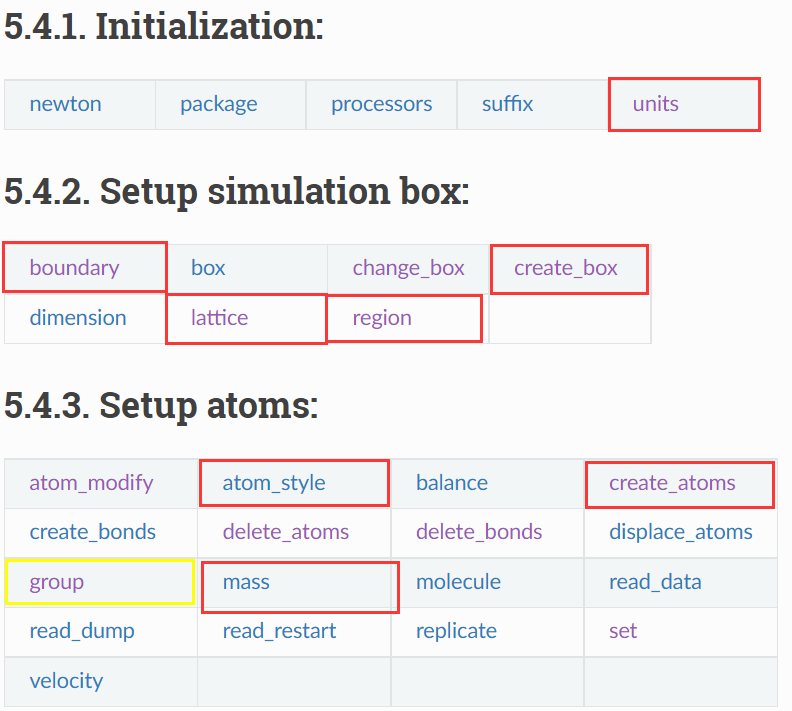 5.4.1. Initialization:
newton package processors suffix units
5.4.2. Setup simulation box:
boundary box change_box create_box
dimension lattice region
5.4.3. Setup atoms:
atom_modify atom_style balance create_atoms
create_bonds delete_atoms delete_bonds displace_atoms
group mass molecule read_data
read_dump read_restart replicate set
velocity